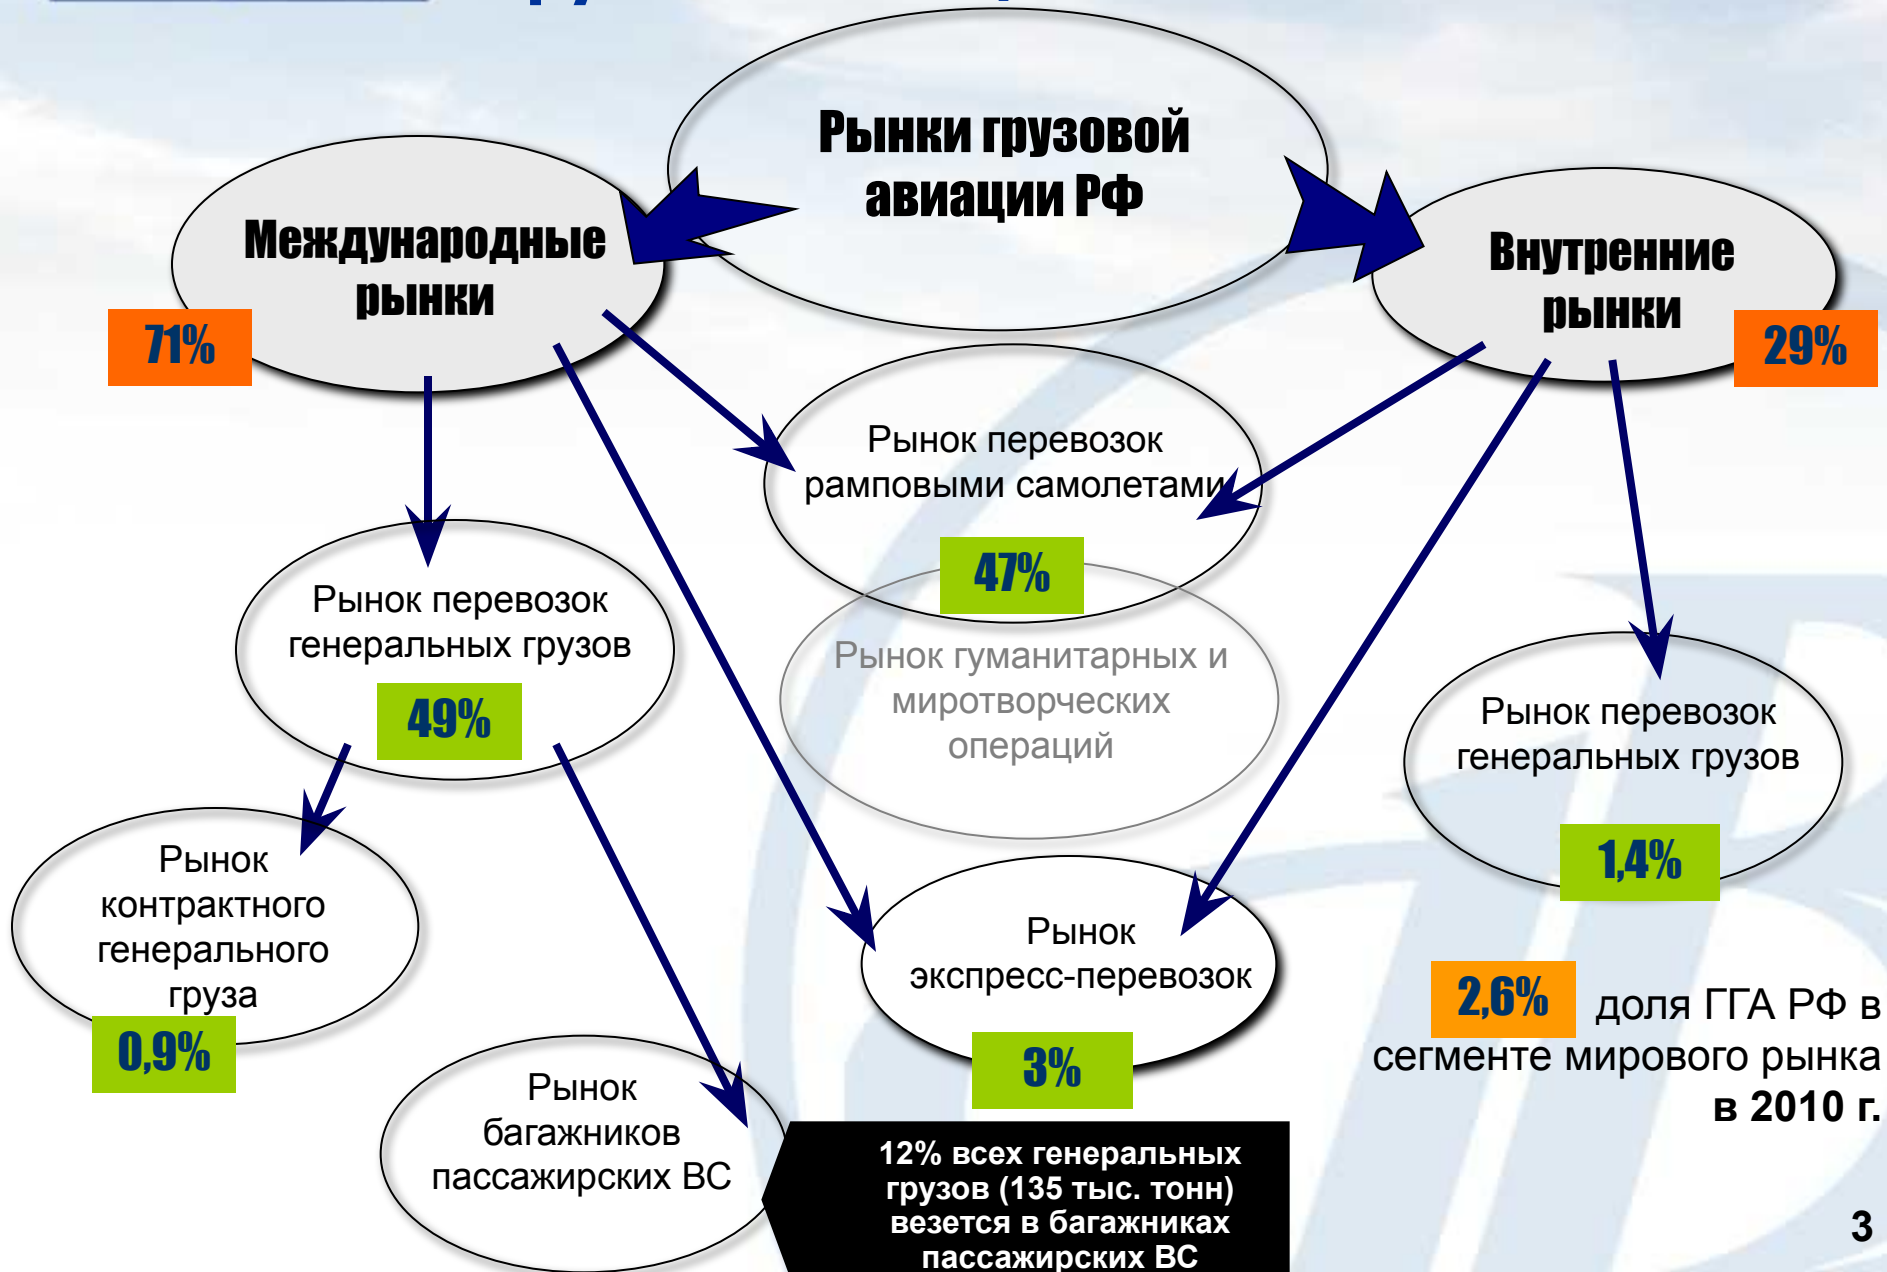 Рынки грузовой
авиации РФ
Международные
рынки
71%
Внутренние
рынки
29%
Рынок перевозок
рамповыми самолетами
47%
Рынок перевозок
генеральных грузов
49%
Рынок гуманитарных и
миротворческих
операций
Рынок перевозок
генеральных грузов
1,4%
Рынок
контрактного
генерального
груза
0,9%
Рынок
экспресс-перевозок
3%
2,6% доля ГГА РФ в
сегменте мирового рынка
в 2010 г.
Рынок
багажников
пассажирских ВС
12% всех генеральных
грузов (135 тыс. тонн)
везется в багажниках
пассажирских ВС
3